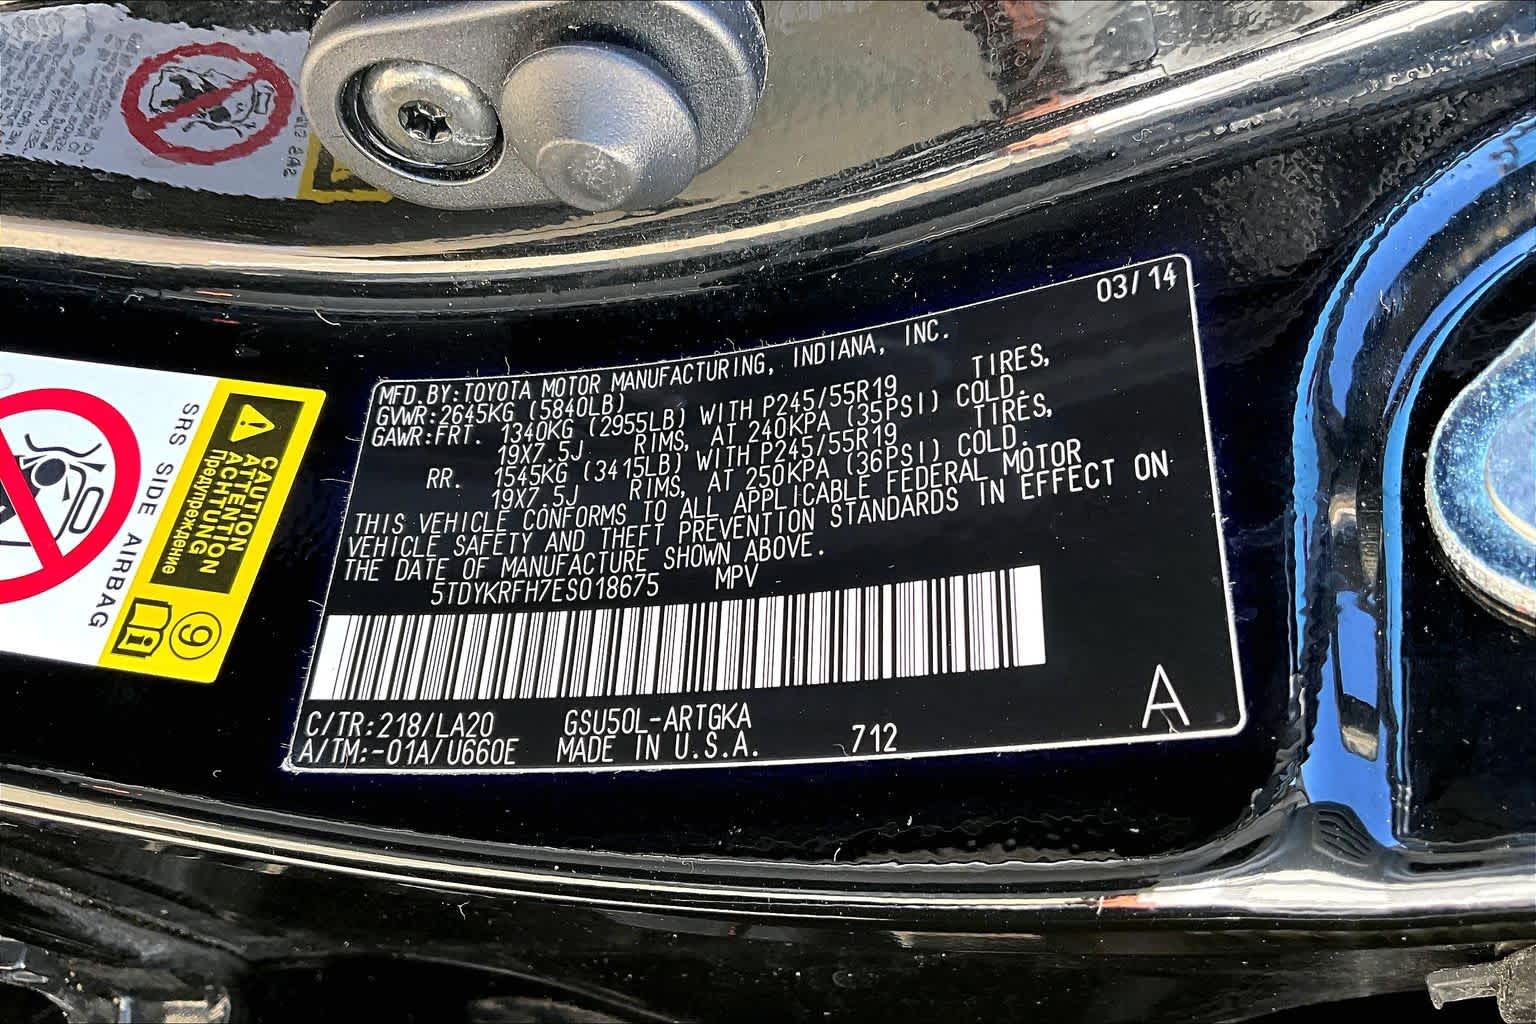 03/14
MFD.BY:TOYOTA MOTOR MANUFACTURING, INDIANA, INC.
GVWR:2645KG (5840LB)
GAWR:FRT. 1340KG (2955LB) WITH P245/55R19 TIRES,
19X7.5J RIMS, AT 240KPA (35PSI) COLD.
RR. 1545KG (3415LB) WITH P245/55R19 TIRES,
19X7.5J RIMS, AT 250KPA (36PSI) COLD.
THIS VEHICLE CONFORMS TO ALL APPLICABLE FEDERAL MOTOR
VEHICLE SAFETY AND THEFT PREVENTION STANDARDS IN EFFECT ON
THE DATE OF MANUFACTURE SHOWN ABOVE.
5TDYKRFH7ES018675 MPV
C/TR:218/LA20 GSU50L-ARTGKA
A/TM:-01A/U660E MADE IN U.S.A. 712
A
SRS SIDE AIRBAG
CAUTION
ATTENTION
ACHTUNG
Предупреждение
9